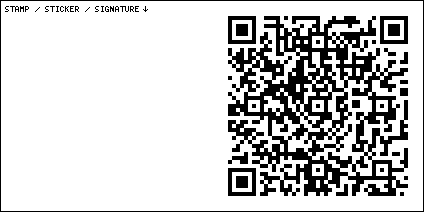 STAMP / STICKER / SIGNATURE ↓